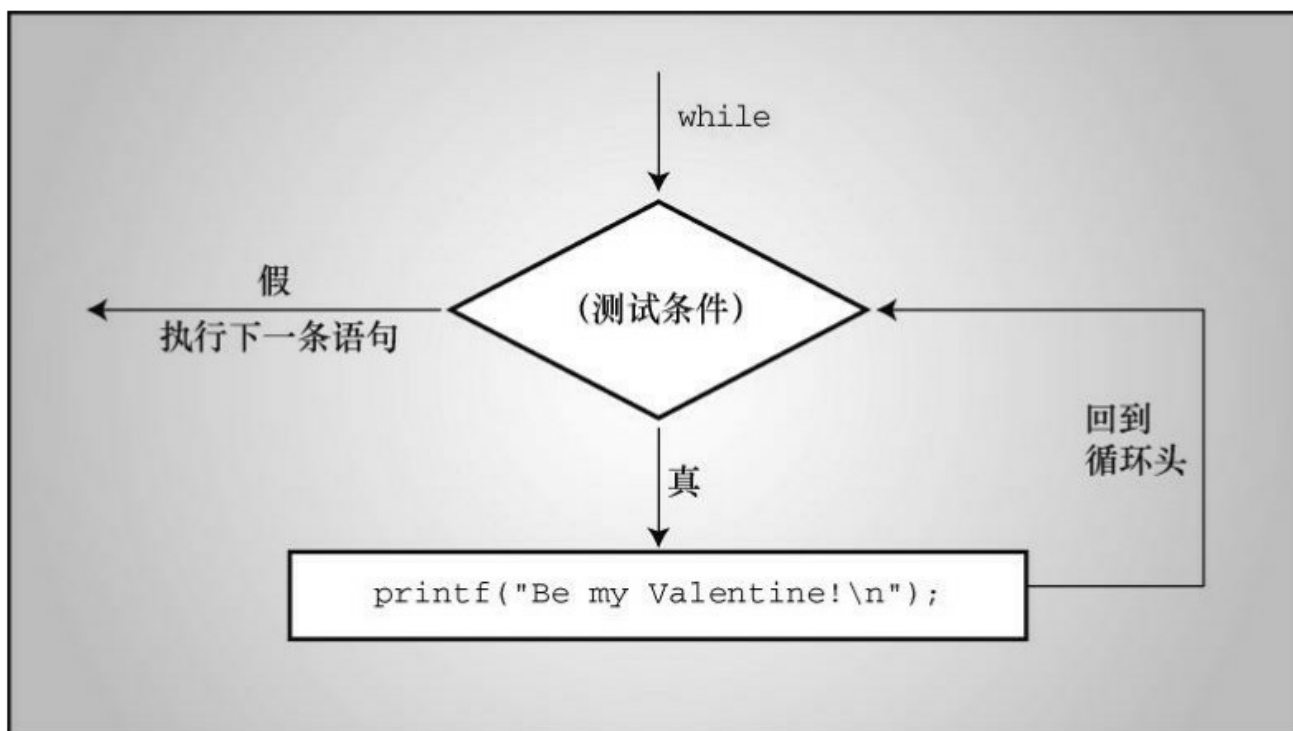 while
假
执行下一条语句
(测试条件)
真
回到
循环头
printf("Be my Valentine!\n");